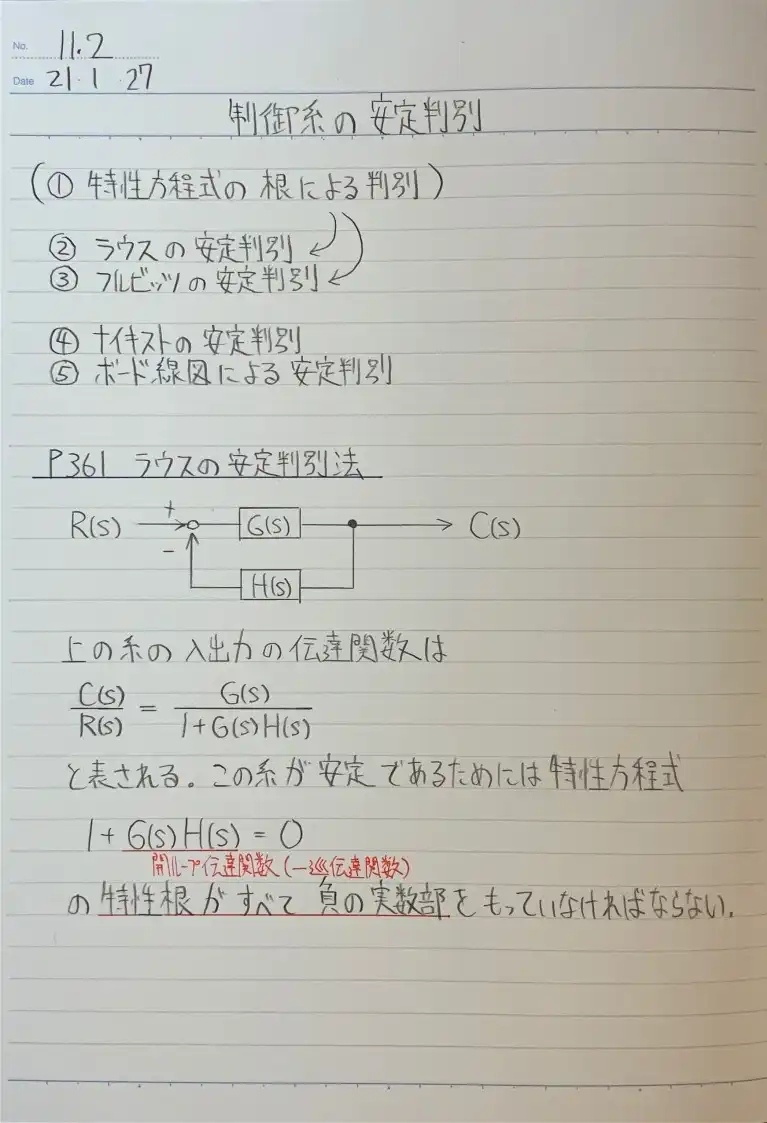 No. 11.2
Date 21・1・27
制御系の安定判別
(① 特性方程式の根による判別)
② ラウスの安定判別
③ フルビッツの安定判別
④ ナイキストの安定判別
⑤ ボード線図による安定判別
P361 ラウスの安定判別法
R(s) + − G(s) C(s)
H(s)
上の系の入出力の伝達関数は
C(s)/R(s) = G(s)/1+G(s)H(s)
と表される。この系が安定であるためには特性方程式
1+G(s)H(s)=0
開ループ伝達関数(一巡伝達関数)
の特性根がすべて負の実数部をもっていなければならない.